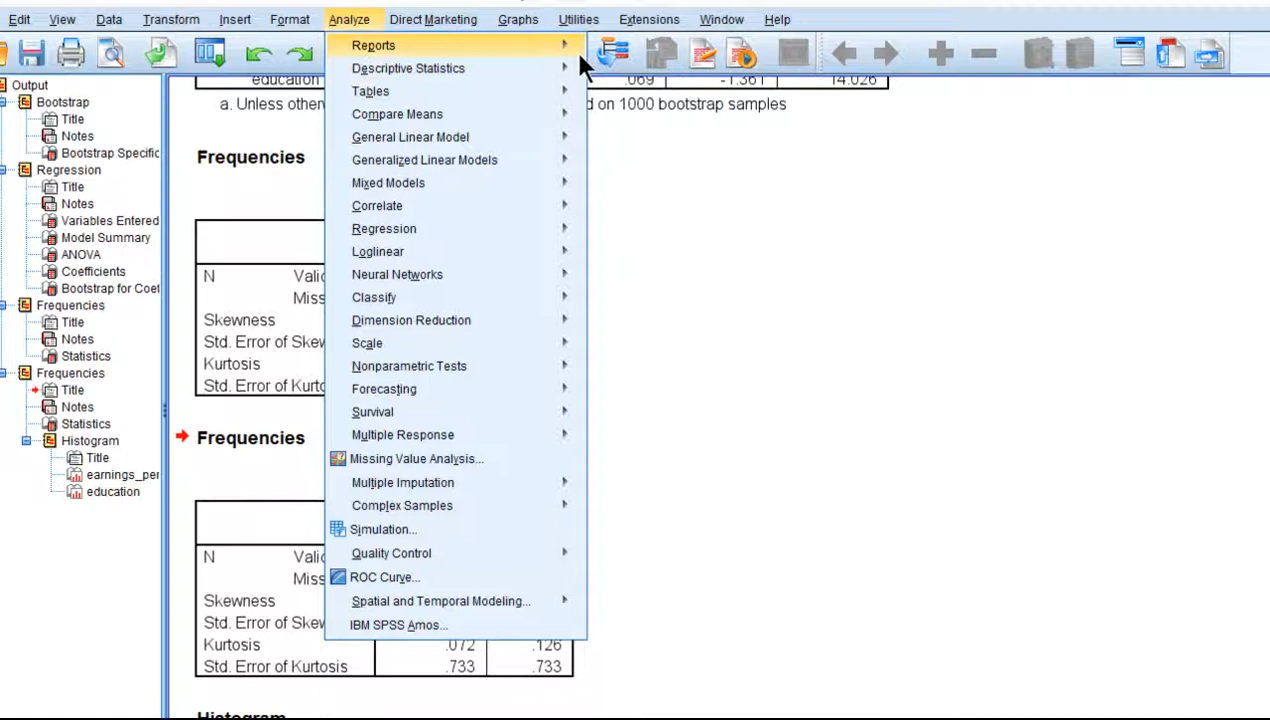 Edit View Data Transform Insert Format Analyze Direct Marketing Graphs Utilities Extensions Window Help
Output
Bootstrap
Title
Notes
Bootstrap Specific
Regression
Title
Notes
Variables Entered
Model Summary
ANOVA
Coefficients
Bootstrap for Coef
Frequencies
Title
Notes
Statistics
Frequencies
Title
Notes
Statistics
Histogram
Title
earnings_per
education
Reports
Descriptive Statistics
Tables
Compare Means
General Linear Model
Generalized Linear Models
Mixed Models
Correlate
Regression
Loglinear
Neural Networks
Classify
Dimension Reduction
Scale
Nonparametric Tests
Forecasting
Survival
Multiple Response
Missing Value Analysis...
Multiple Imputation
Complex Samples
Simulation...
Quality Control
ROC Curve...
Spatial and Temporal Modeling...
IBM SPSS Amos...
education .069 -1.361 14.026
a. Unless other d on 1000 bootstrap samples
Frequencies
N Valid
Miss
Skewness
Std. Error of Skew
Kurtosis
Std. Error of Kurto
Frequencies
N Valid
Miss
Skewness
Std. Error of Skew
Kurtosis .072 .126
Std. Error of Kurtosis .733 .733
Histogram